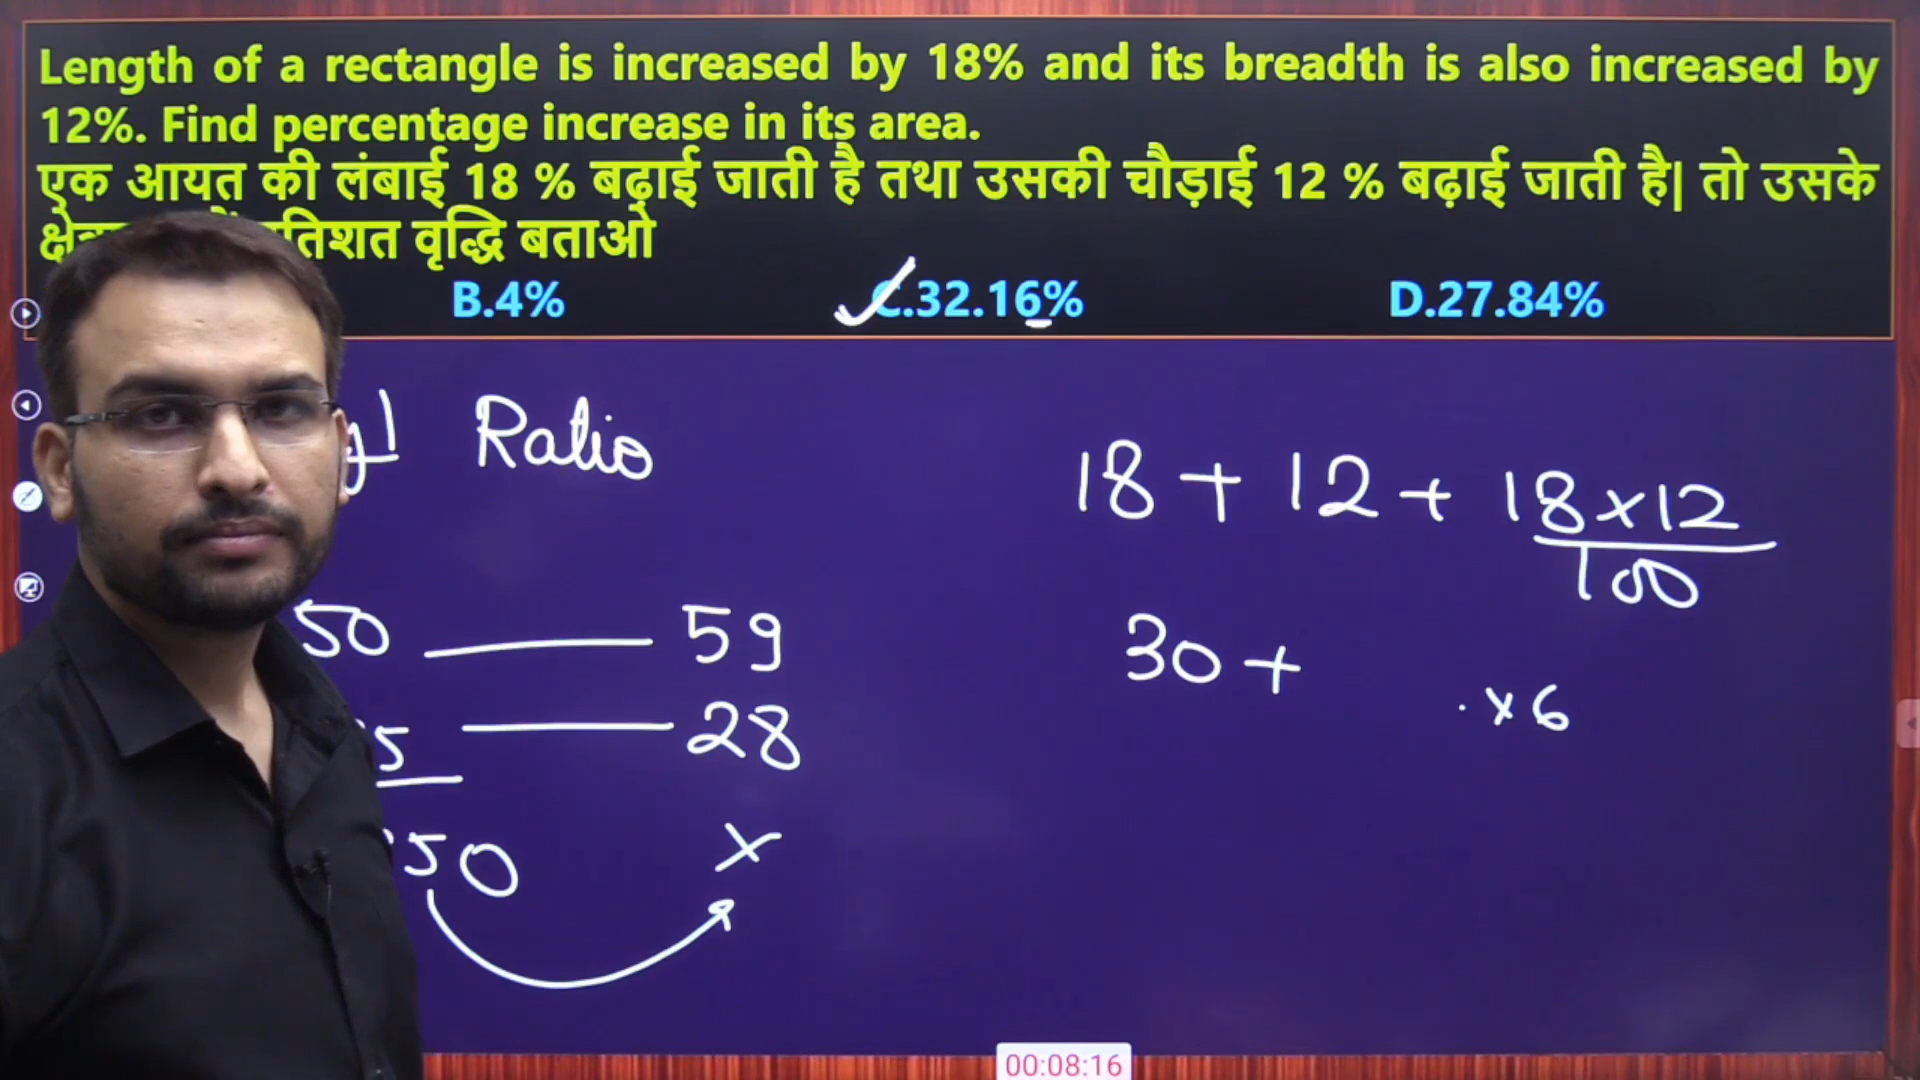 Length of a rectangle is increased by 18% and its breadth is also increased by
12%. Find percentage increase in its area.
एक आयत की लंबाई 18 % बढ़ाई जाती है तथा उसकी चौड़ाई 12 % बढ़ाई जाती है| तो उसके
वृद्धि बताओ
B.4% C.32.16% D.27.84%
Ratio
18 + 12 + 18×12
100
50 59
30 +
28
×6
50 x
00:08:16